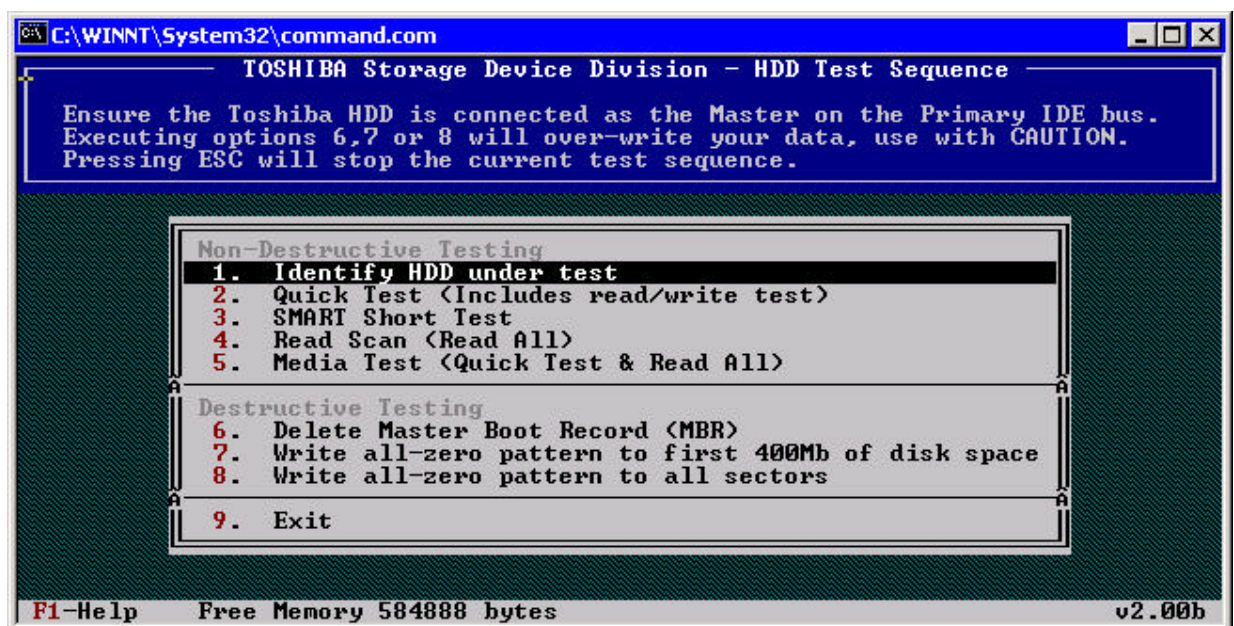 C:\WINNT\System32\command.com
TOSHIBA Storage Device Division - HDD Test Sequence
Ensure the Toshiba HDD is connected as the Master on the Primary IDE bus.
Executing options 6,7 or 8 will over-write your data, use with CAUTION.
Pressing ESC will stop the current test sequence.
Non-Destructive Testing
1. Identify HDD under test
2. Quick Test (Includes read/write test)
3. SMART Short Test
4. Read Scan (Read All)
5. Media Test (Quick Test & Read All)
Destructive Testing
6. Delete Master Boot Record (MBR)
7. Write all-zero pattern to first 400Mb of disk space
8. Write all-zero pattern to all sectors
9. Exit
F1-Help Free Memory 584888 bytes v2.00b